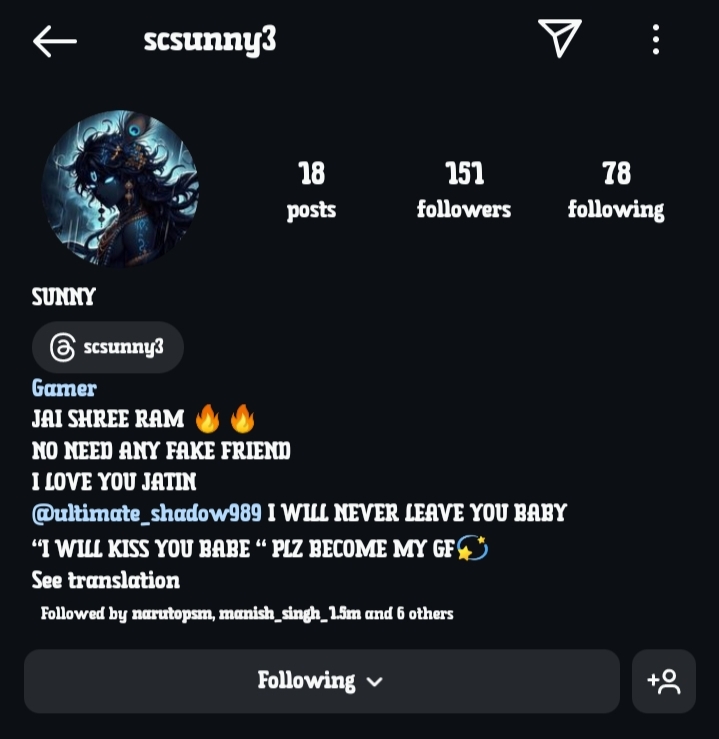 scsunny3
18 151 78
posts followers following
SUNNY
scsunny3
Gamer
JAI SHREE RAM 🔥 🔥
NO NEED ANY FAKE FRIEND
I LOVE YOU JATIN
@ultimate_shadow989 I WILL NEVER LEAVE YOU BABY
“I WILL KISS YOU BABE “ PLZ BECOME MY GF💫
See translation
Followed by narutopsm, manish_singh_1.5m and 6 others
Following